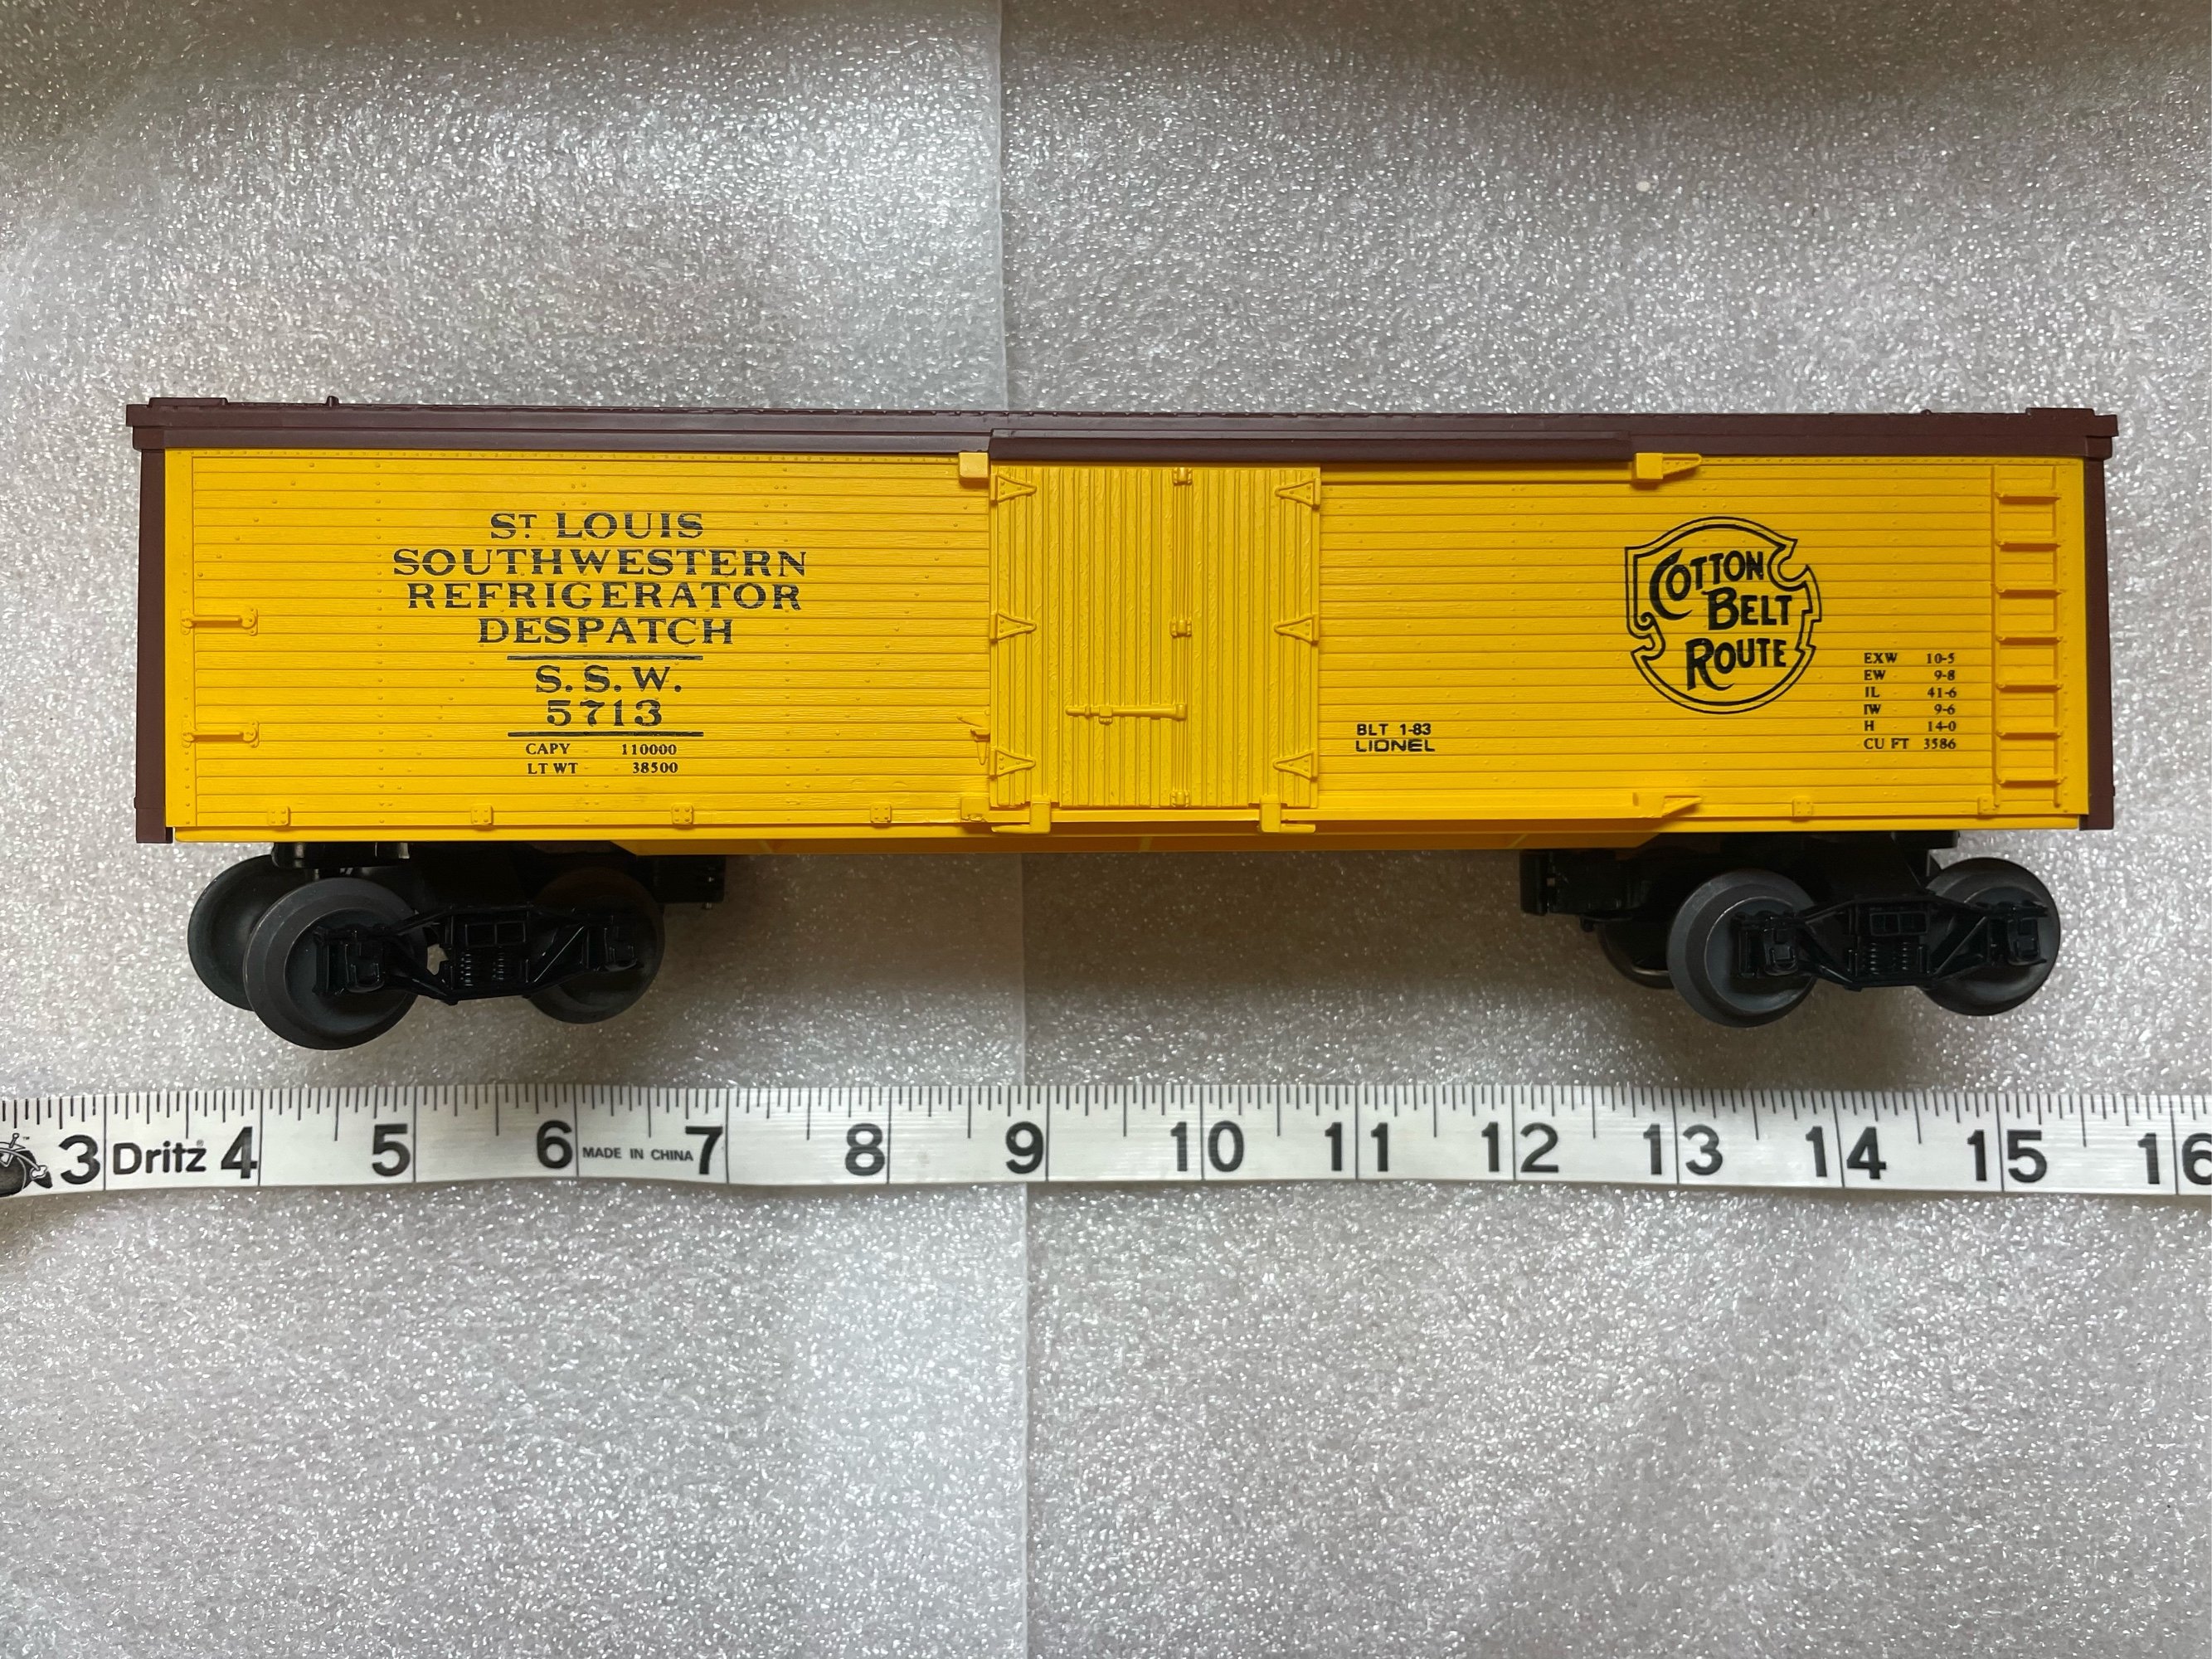 ST. LOUIS
SOUTHWESTERN
REFRIGERATOR
DESPATCH
S. S. W.
5713
CAPY 110000
LT WT 38500
BLT 1-83
LIONEL
COTTON
BELT
ROUTE
EXW 10-5
EW 9-8
IL 41-6
IW 9-6
H 14-0
CU FT 3586
3 Dritz® 4 5 6 MADE IN CHINA 7 8 9 10 11 12 13 14 15 16